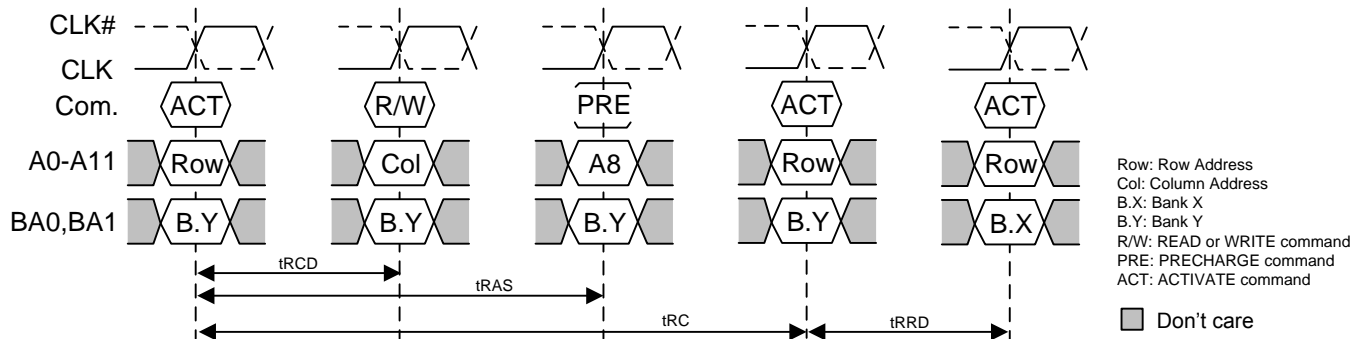 CLK#
CLK
Com. ACT R/W PRE ACT ACT
A0-A11 Row Col A8 Row Row
BA0,BA1 B.Y B.Y B.Y B.Y B.X
tRCD
tRAS
tRC tRRD
Row: Row Address
Col: Column Address
B.X: Bank X
B.Y: Bank Y
R/W: READ or WRITE command
PRE: PRECHARGE command
ACT: ACTIVATE command
Don't care